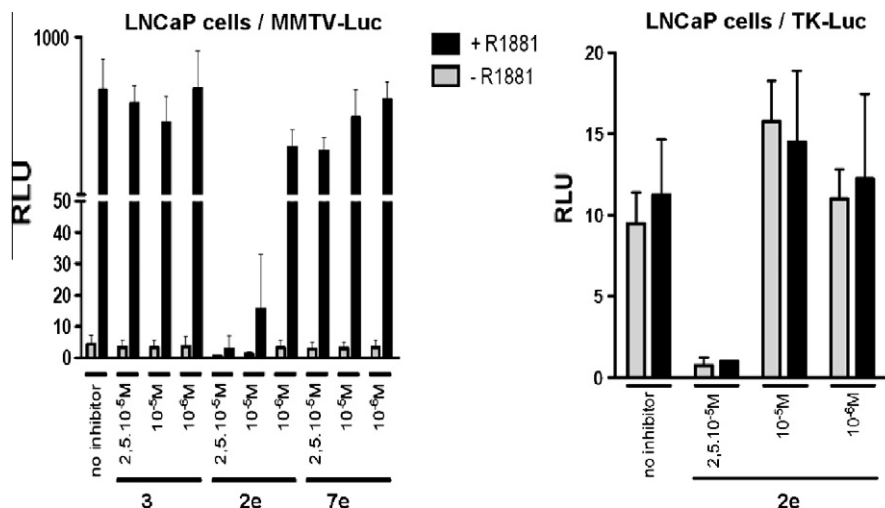 LNCaP cells / MMTV-Luc
RLU
1000
50
40
30
20
10
0
no inhibitor
2,5.10⁻⁵M
10⁻⁵M
10⁻⁶M
2,5.10⁻⁵M
10⁻⁵M
10⁻⁶M
2,5.10⁻⁵M
10⁻⁵M
10⁻⁶M
3
2e
7e
+ R1881
- R1881
LNCaP cells / TK-Luc
RLU
20
15
10
5
0
no inhibitor
2,5.10⁻⁵M
10⁻⁵M
10⁻⁶M
2e